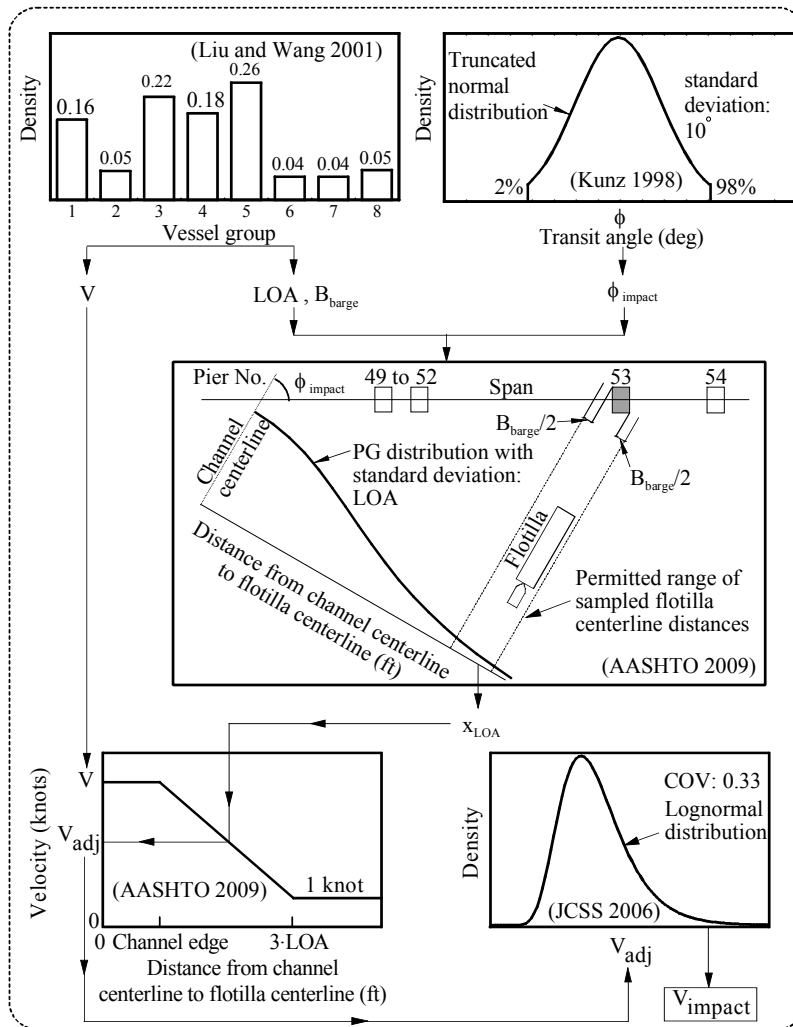 (Liu and Wang 2001)
Density
0.16
0.05
0.22
0.18
0.26
0.04
0.04
0.05
1 2 3 4 5 6 7 8
Vessel group
Density
Truncated
normal
distribution
standard
deviation:
10°
(Kunz 1998)
2%
98%
ϕ
Transit angle (deg)
V
LOA , B_barge
ϕ_impact
Pier No.
ϕ_impact
49 to 52
Span
53
54
B_barge/2
B_barge/2
Channel
centerline
PG distribution with
standard deviation:
LOA
Flotilla
Distance from channel centerline
to flotilla centerline (ft)
Permitted range of
sampled flotilla
centerline distances
(AASHTO 2009)
x_LOA
Velocity (knots)
V
V_adj
0
(AASHTO 2009)
1 knot
0 Channel edge 3·LOA
Distance from channel
centerline to flotilla centerline (ft)
Density
COV: 0.33
Lognormal
distribution
(JCSS 2006)
V_adj
V_impact